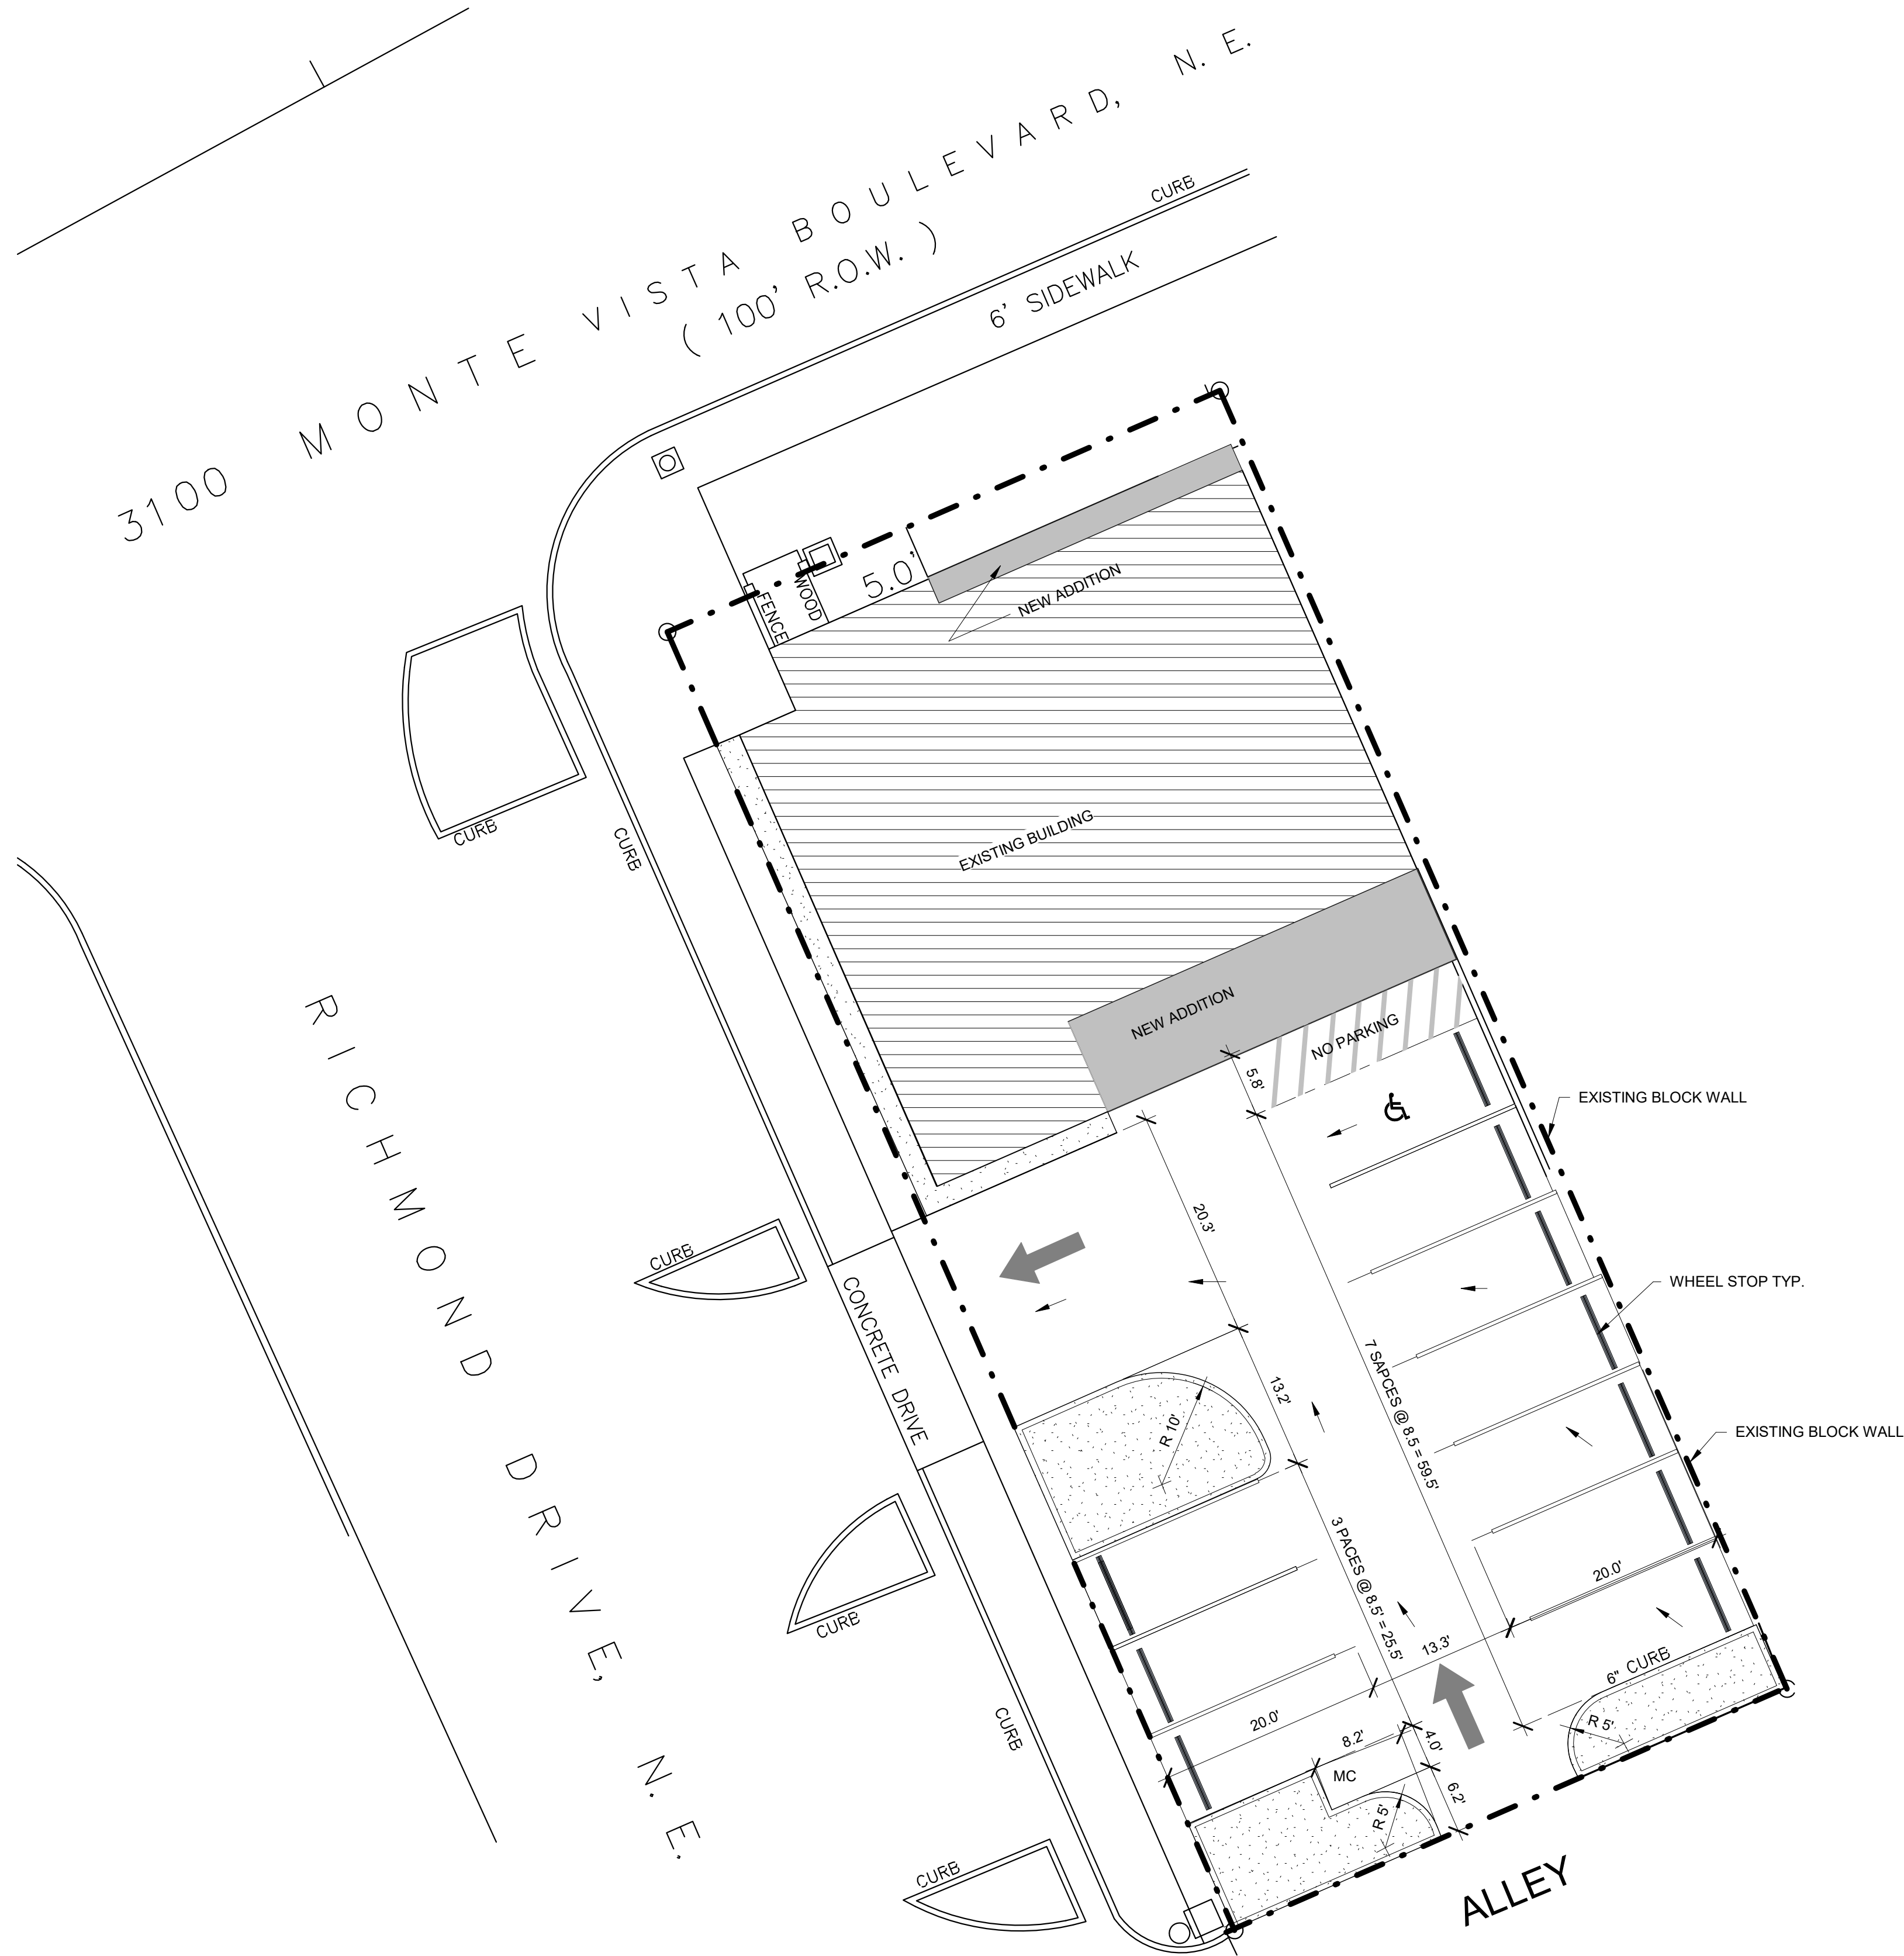 3100 MONTE VISTA BOULEVARD, N. E.
( 100' R.O.W. )
CURB
6' SIDEWALK
5.0'
WOOD
FENCE
NEW ADDITION
CURB
CURB
EXISTING BUILDING
NEW ADDITION
NO PARKING
5.8'
EXISTING BLOCK WALL
RICHMOND DRIVE, N. E.
20.3'
CURB
CONCRETE DRIVE
WHEEL STOP TYP.
13.2'
7 SAPCES @ 8.5 = 59.5'
R 10'
EXISTING BLOCK WALL
3 PACES @ 8.5' = 25.5'
20.0'
CURB
13.3'
6" CURB
20.0'
R 5'
8.2'
4.0'
MC
6.2'
R 5'
CURB
CURB
ALLEY